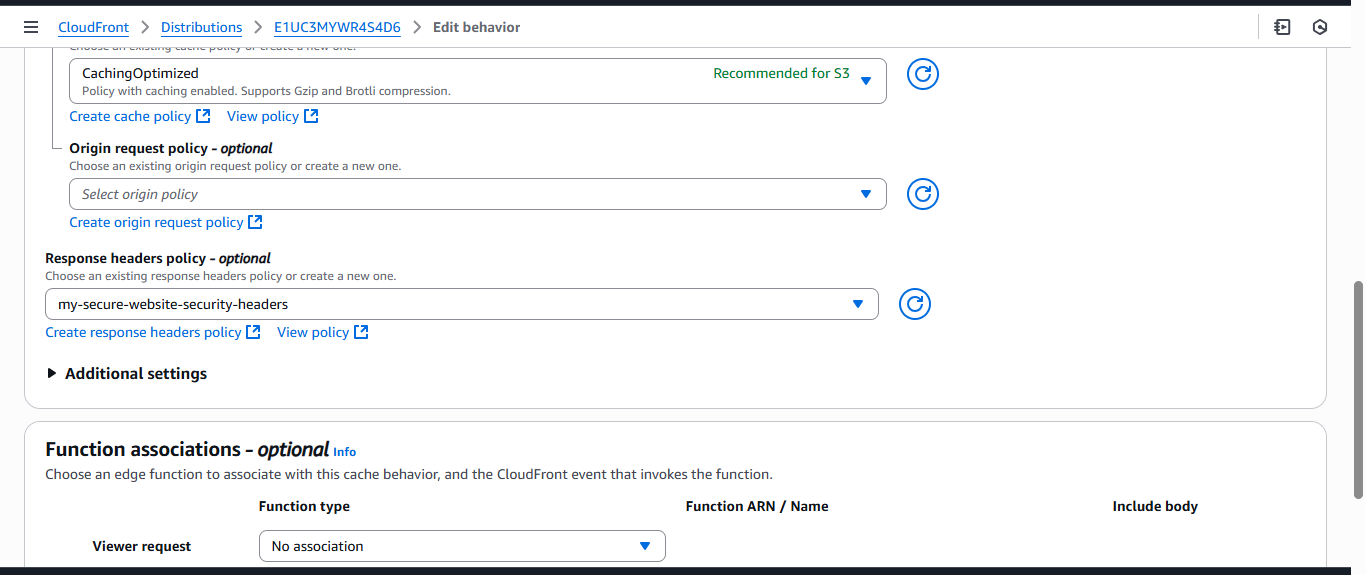 CloudFront > Distributions > E1UC3MYWR4S4D6 > Edit behavior
Choose an existing cache policy or create a new one.
CachingOptimized Recommended for S3
Policy with caching enabled. Supports Gzip and Brotli compression.
Create cache policy View policy
Origin request policy - optional
Choose an existing origin request policy or create a new one.
Select origin policy
Create origin request policy
Response headers policy - optional
Choose an existing response headers policy or create a new one.
my-secure-website-security-headers
Create response headers policy View policy
Additional settings
Function associations - optional Info
Choose an edge function to associate with this cache behavior, and the CloudFront event that invokes the function.
Function type Function ARN / Name Include body
Viewer request No association